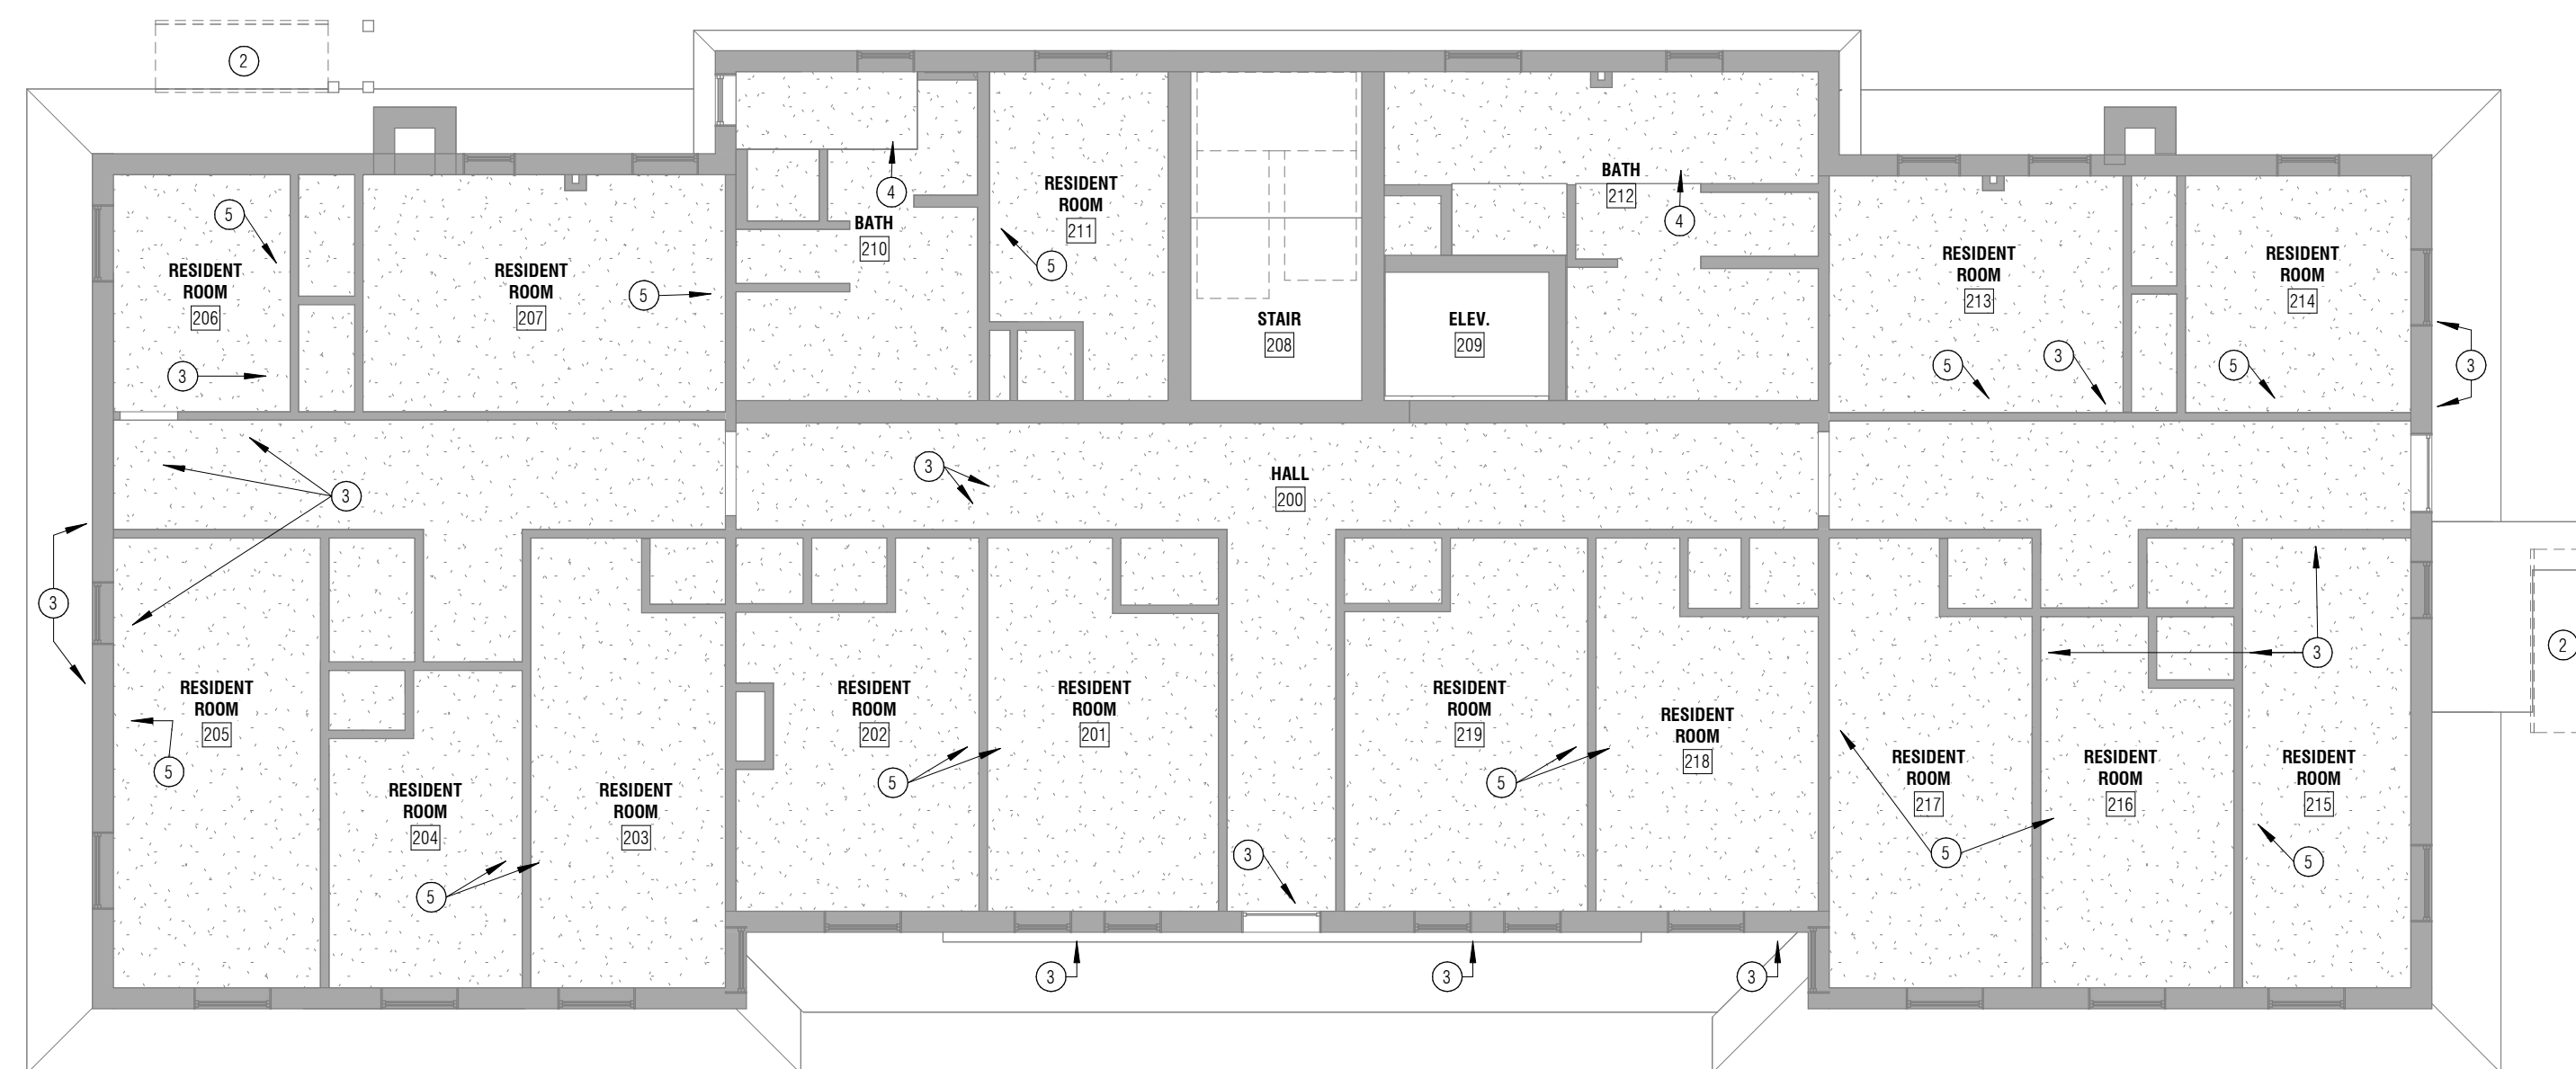 2
4
BATH
210
RESIDENT
ROOM
211
5
BATH
212
4
5
RESIDENT
ROOM
206
3
RESIDENT
ROOM
207
5
STAIR
208
ELEV.
209
RESIDENT
ROOM
213
5
3
RESIDENT
ROOM
214
5
3
3
3
HALL
200
3
RESIDENT
ROOM
205
5
RESIDENT
ROOM
204
5
RESIDENT
ROOM
203
RESIDENT
ROOM
202
5
RESIDENT
ROOM
201
3
RESIDENT
ROOM
219
5
RESIDENT
ROOM
218
RESIDENT
ROOM
217
5
RESIDENT
ROOM
216
RESIDENT
ROOM
215
5
3
2
3
3
3